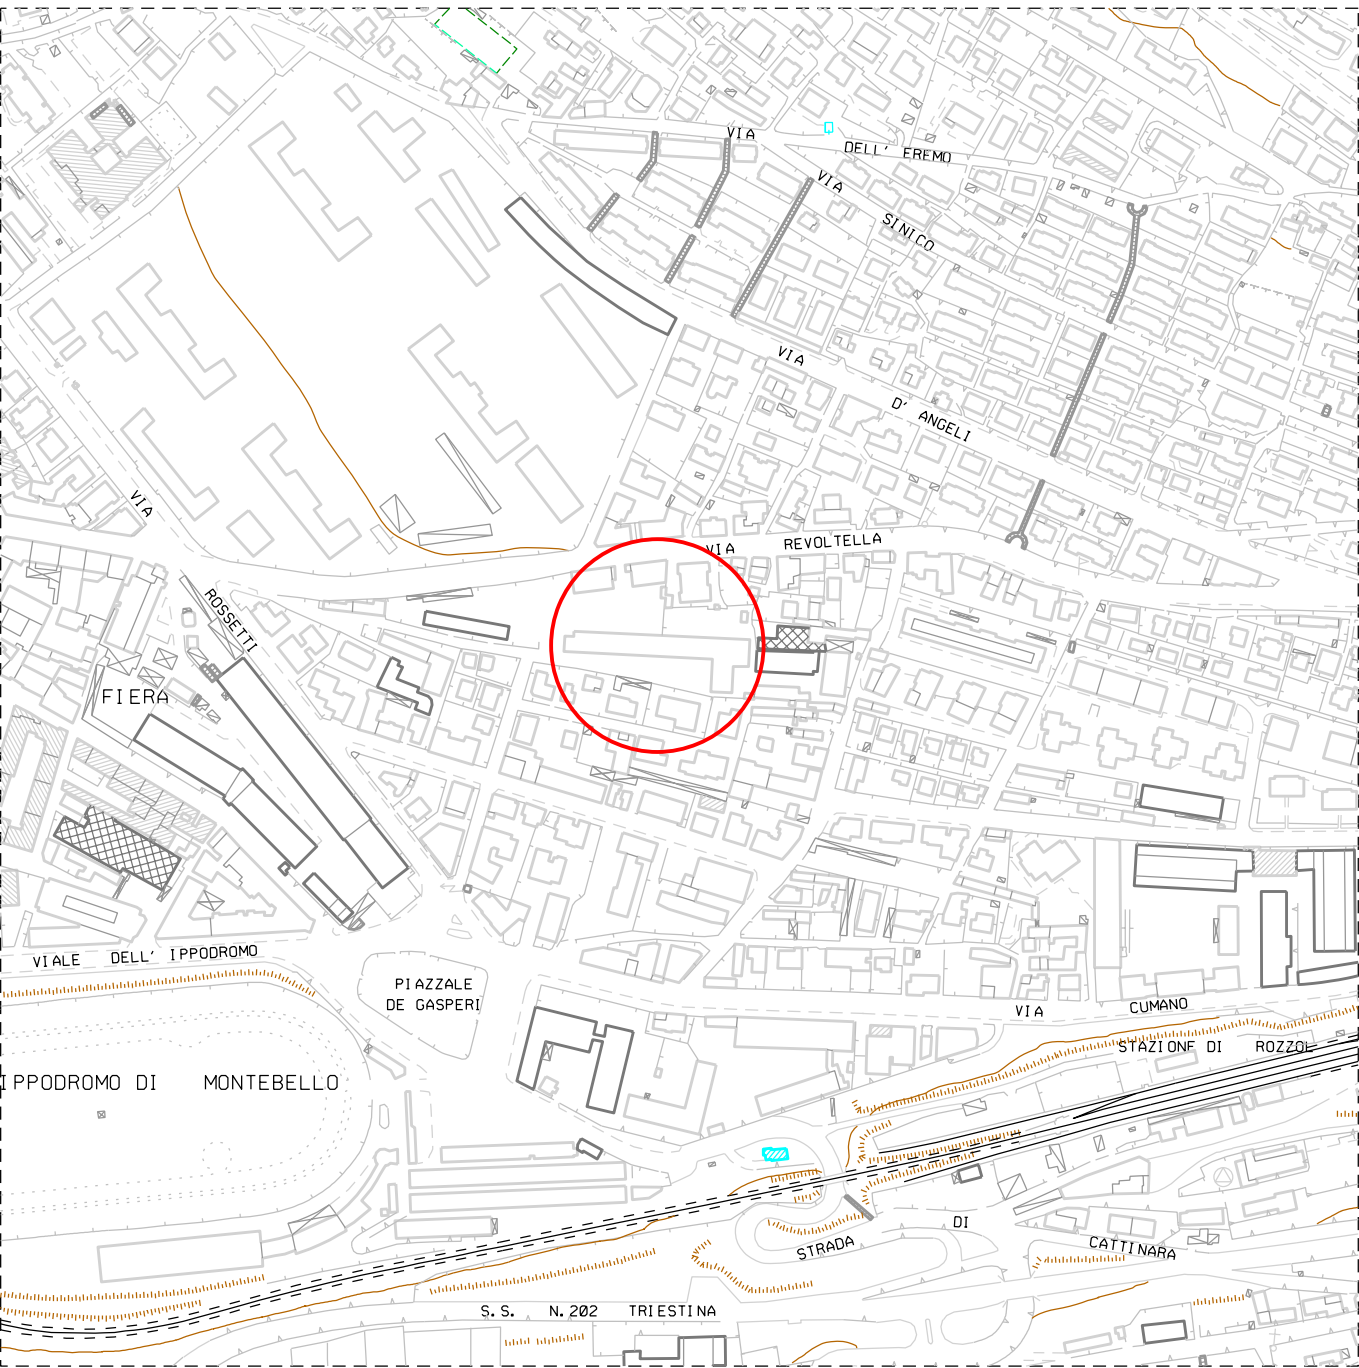 VIA
DELL' EREMO
VIA
SINICO
VIA
D' ANGELI
VIA
VIA REVOLTELLA
ROSSETTI
FIERA
VIALE DELL' IPPODROMO
PIAZZALE
DE GASPERI
VIA CUMANO
STAZIONE DI ROZZOL
IPPODROMO DI MONTEBELLO
STRADA DI CATTINARA
S.S. N.202 TRIESTINA